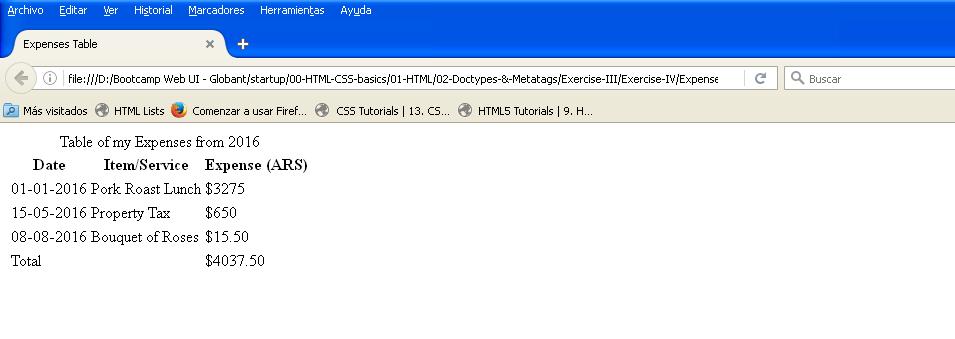 Archivo Editar Ver Historial Marcadores Herramientas Ayuda
Expenses Table
file:///D:/Bootcamp Web UI - Globant/startup/00-HTML-CSS-basics/01-HTML/02-Doctypes-&-Metatags/Exercise-III/Exercise-IV/Expense
Buscar
Más visitados HTML Lists Comenzar a usar Firef... CSS Tutorials | 13. CS... HTML5 Tutorials | 9. H...
Table of my Expenses from 2016
Date Item/Service Expense (ARS)
01-01-2016 Pork Roast Lunch $3275
15-05-2016 Property Tax $650
08-08-2016 Bouquet of Roses $15.50
Total $4037.50